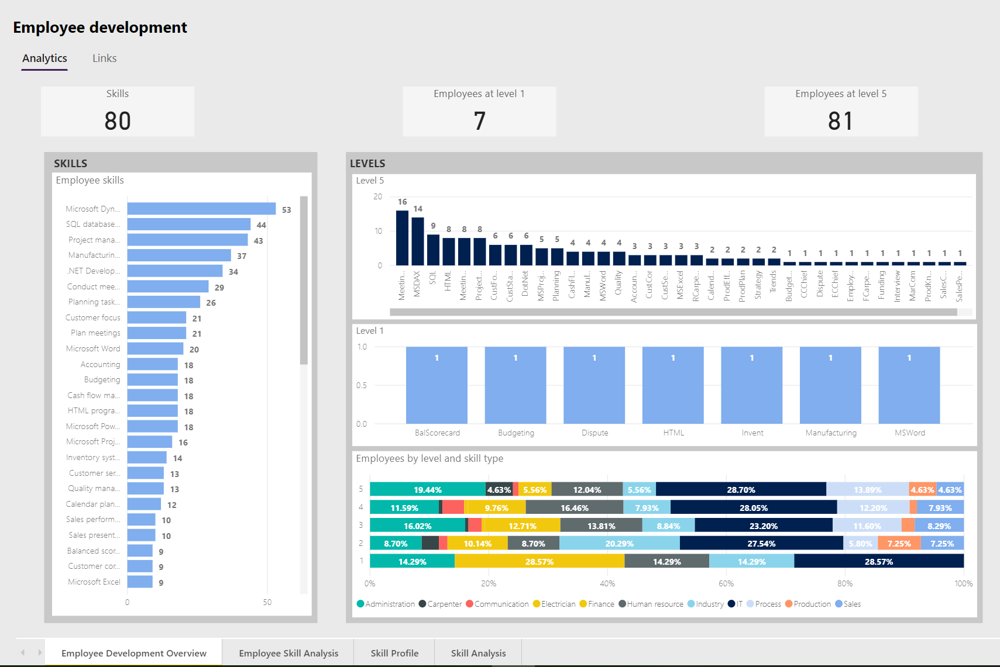 Employee development
Analytics Links
Skills
80
Employees at level 1
7
Employees at level 5
81
SKILLS
Employee skills
Microsoft Dyn... 53
SQL database... 44
Project mana... 43
Manufacturin... 37
.NET Develop... 34
Conduct mee... 29
Planning task... 26
Customer focus 21
Plan meetings 21
Microsoft Word 20
Accounting 18
Budgeting 18
Cash flow ma... 18
HTML progra... 18
Microsoft Pow... 18
Microsoft Proj... 16
Inventory syst... 14
Customer ser... 13
Quality mana... 13
Calendar plan... 12
Sales perform... 10
Sales present... 10
Balanced scor... 9
Customer cor... 9
Microsoft Excel 9
0 50
LEVELS
Level 5
20
10
0
16 14 9 8 8 8 6 6 6 5 5 4 4 4 4 3 3 3 3 3 2 2 2 2 2 1 1 1 1 1 1 1 1 1 1 1 1
Meetin... MSDAX SQL HTML Meetin... Project... CustFo... CustSta... DotNet MSProj... Planning CashFl... Manuf... MSWord Quality Accoun... CustCor CustSe... MSExcel RCarpe... Calend... ProdEff... ProdPlan Strategy Trends Budget... CCChief Dispute ECChief Employ... FCarpe... Funding Interview MarCom ProdKn... SalesC... SalesPe...
Level 1
1.0
0.5
0.0
1 1 1 1 1 1 1
BalScorecard Budgeting Dispute HTML Invent Manufacturing MSWord
Employees by level and skill type
5 19.44% 4.63% 5.56% 12.04% 5.56% 28.70% 13.89% 4.63% 4.63%
4 11.59% 9.76% 16.46% 7.93% 28.05% 12.20% 7.93%
3 16.02% 12.71% 13.81% 8.84% 23.20% 11.60% 8.29%
2 8.70% 10.14% 8.70% 20.29% 27.54% 5.80% 7.25% 7.25%
1 14.29% 28.57% 14.29% 14.29% 28.57%
0% 20% 40% 60% 80% 100%
Administration Carpenter Communication Electrician Finance Human resource Industry IT Process Production Sales
Employee Development Overview Employee Skill Analysis Skill Profile Skill Analysis